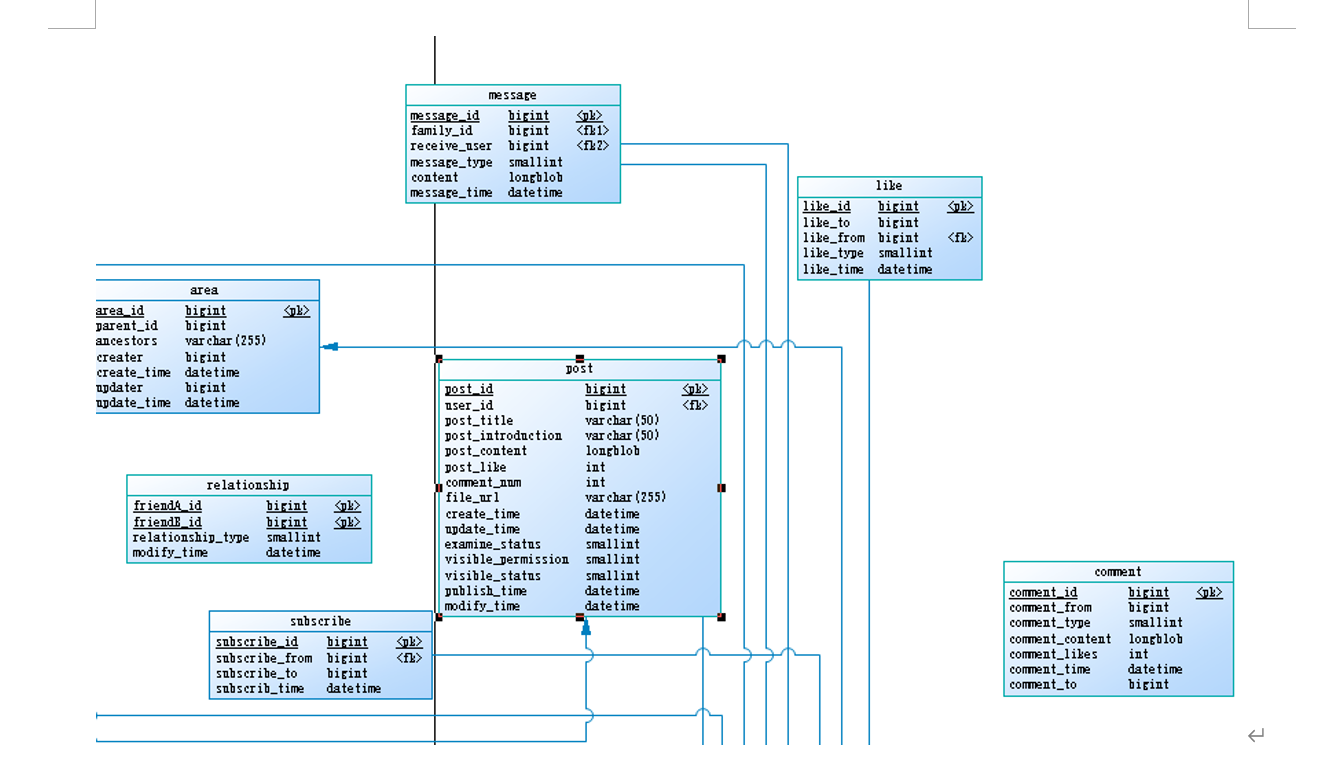 message
message_id bigint <pk>
family_id bigint <fk1>
receive_user bigint <fk2>
message_type smallint
content longblob
message_time datetime
like
like_id bigint <pk>
like_to bigint
like_from bigint <fk>
like_type smallint
like_time datetime
area
area_id bigint <pk>
parent_id bigint
ancestors varchar(255)
creater bigint
create_time datetime
updater bigint
update_time datetime
post
post_id bigint <pk>
user_id bigint <fk>
post_title varchar(50)
post_introduction varchar(50)
post_content longblob
post_like int
comment_num int
file_url varchar(255)
create_time datetime
update_time datetime
examine_status smallint
visible_permission smallint
visible_status smallint
publish_time datetime
modify_time datetime
relationship
friendA_id bigint <pk>
friendB_id bigint <pk>
relationship_type smallint
modify_time datetime
subscribe
subscribe_id bigint <pk>
subscribe_from bigint <fk>
subscribe_to bigint
subscrib_time datetime
comment
comment_id bigint <pk>
comment_from bigint
comment_type smallint
comment_content longblob
comment_likes int
comment_time datetime
comment_to bigint